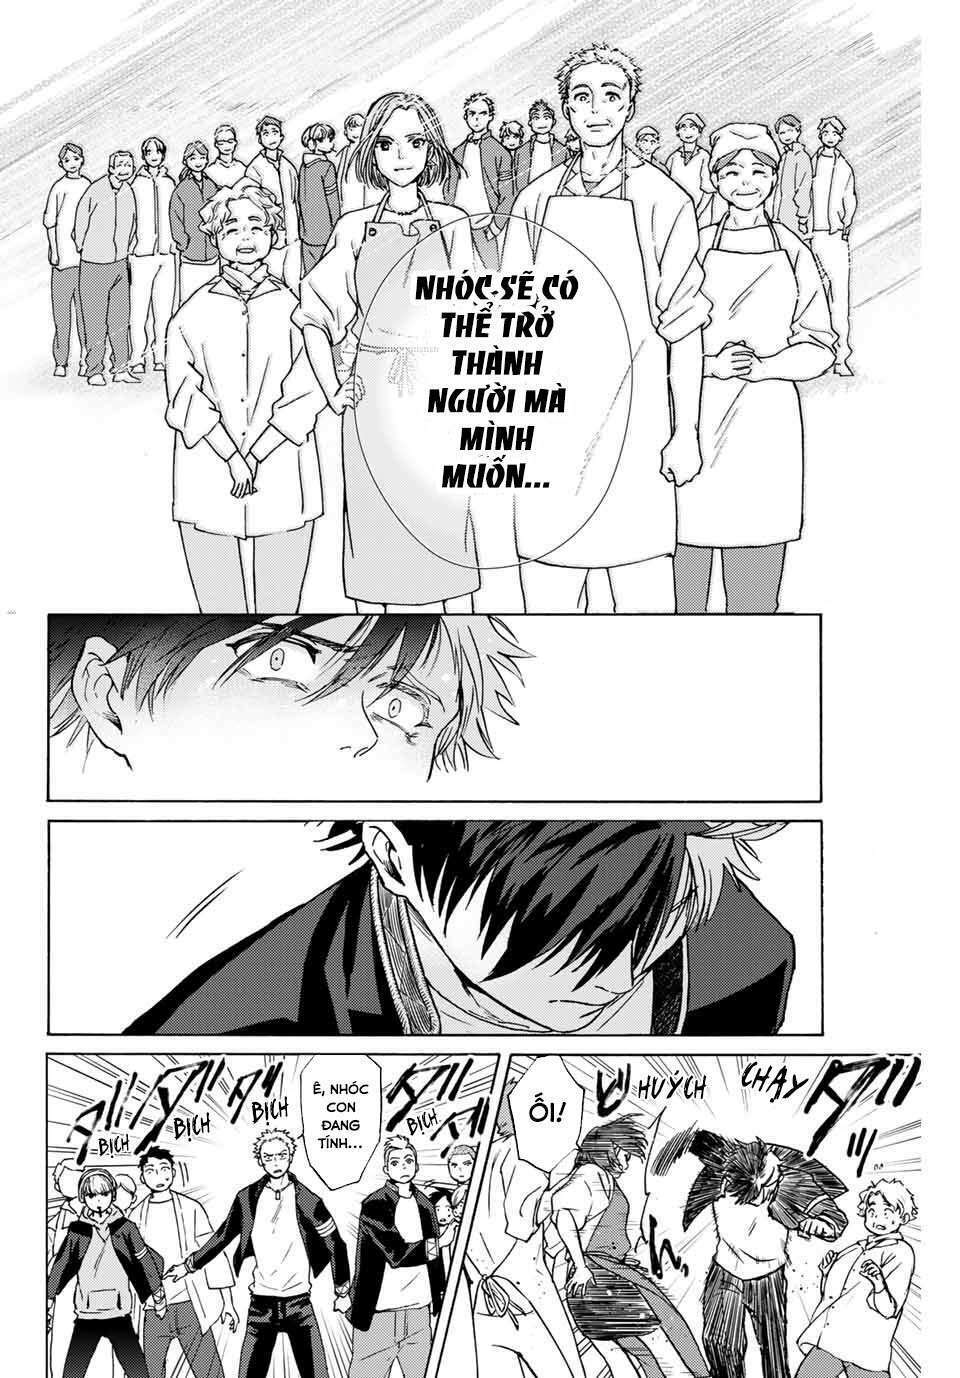 NHÓC SẼ CÓ
THỂ TRỞ
THÀNH
NGƯỜI MÀ
MÌNH
MUỐN...
Ê, NHÓC
CON
ĐANG
TÍNH...
BỊCH
BỊCH
BỊCH
BỊCH
ỐI!
HUỲCH
CHẠY